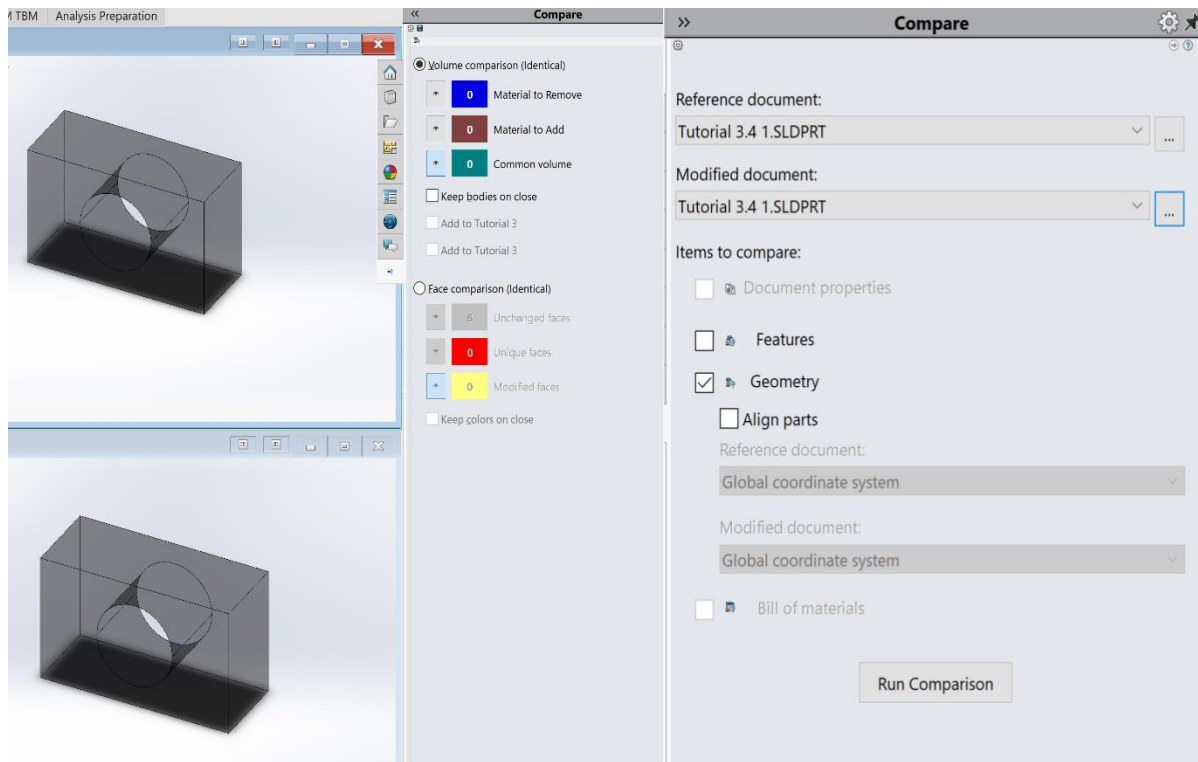 M TBM Analysis Preparation
« Compare
Volume comparison (Identical)
0 Material to Remove
0 Material to Add
0 Common volume
Keep bodies on close
Add to Tutorial 3
Add to Tutorial 3
Face comparison (Identical)
8 Unchanged faces
0 Unique faces
0 Modified faces
Keep colors on close
» Compare
Reference document:
Tutorial 3.4 1.SLDPRT
...
Modified document:
Tutorial 3.4 1.SLDPRT
...
Items to compare:
Document properties
Features
Geometry
Align parts
Reference document:
Global coordinate system
Modified document:
Global coordinate system
Bill of materials
Run Comparison